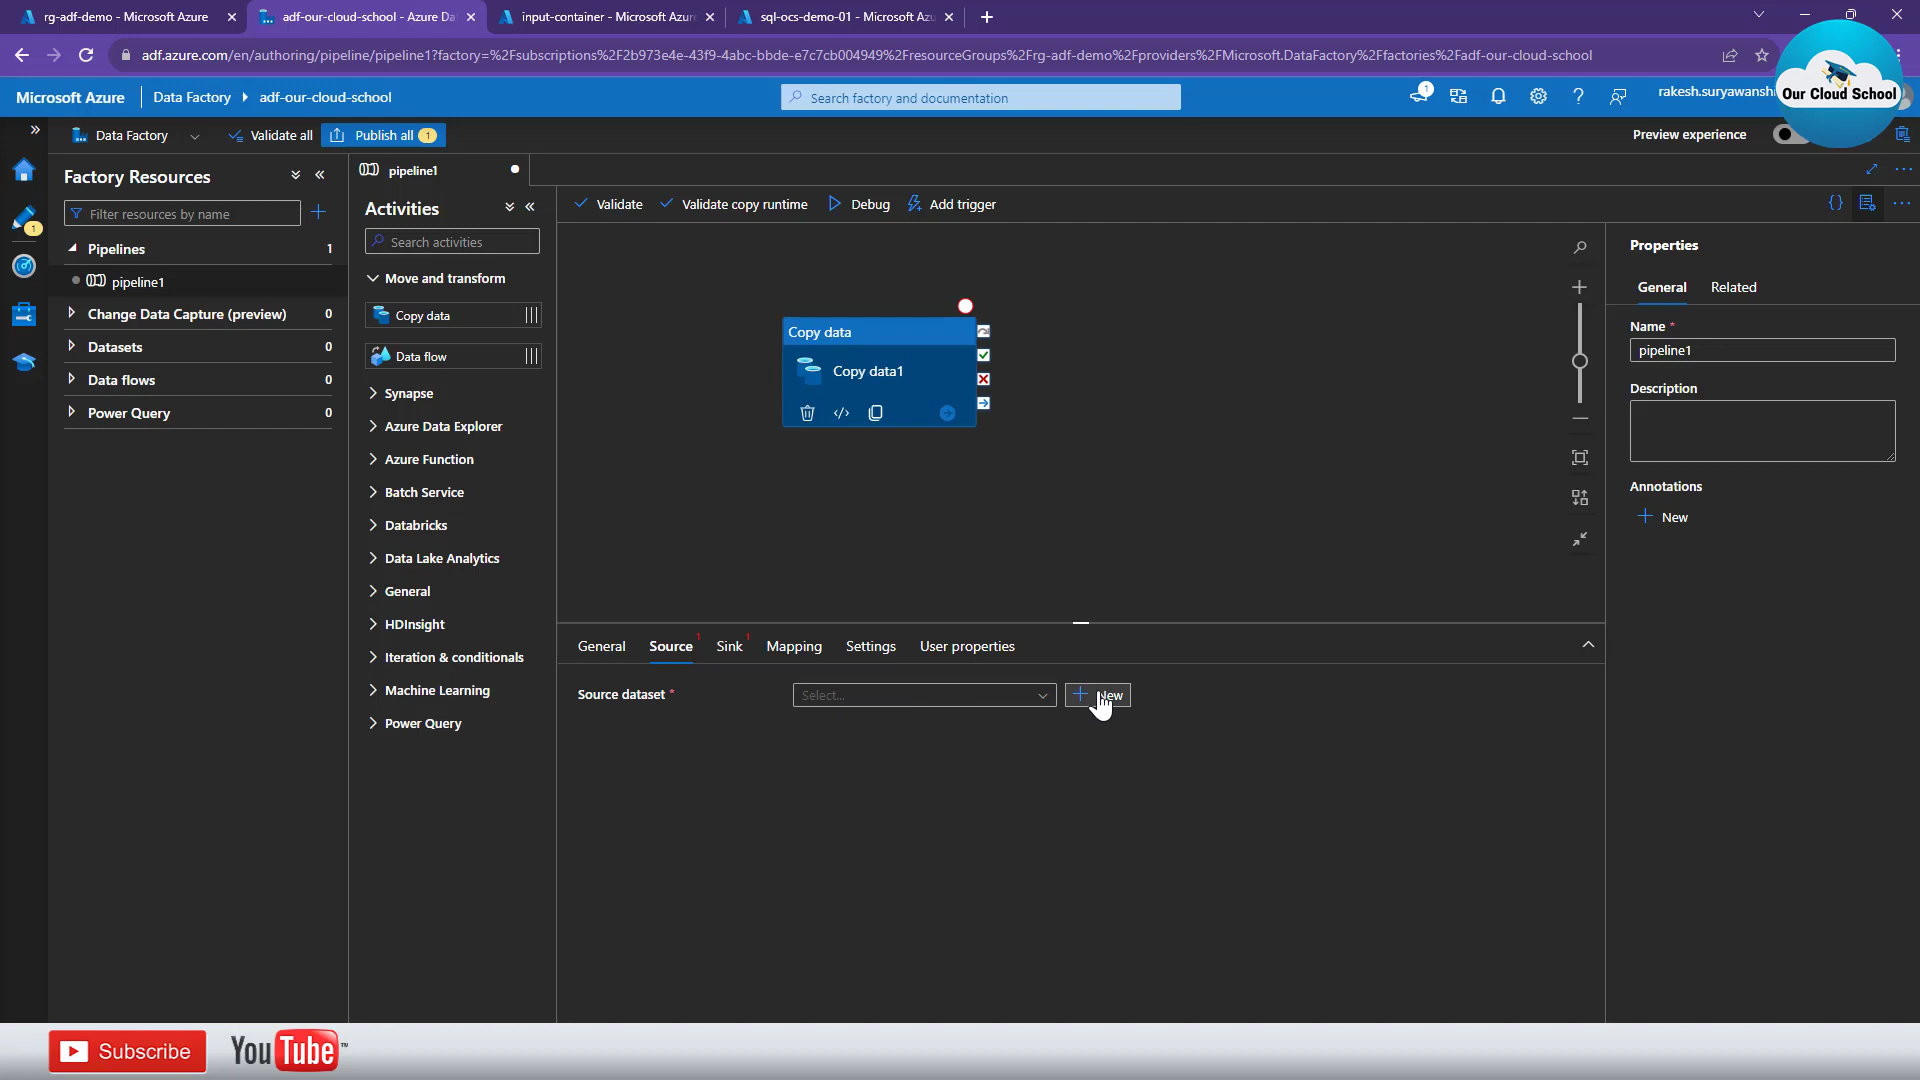 rg-adf-demo - Microsoft Azure
adf-our-cloud-school - Azure Da
input-container - Microsoft Azure
sql-ocs-demo-01 - Microsoft Azu
adf.azure.com/en/authoring/pipeline/pipeline1?factory=%2Fsubscriptions%2F2b973e4e-43f9-4abc-bbde-e7c7cb004949%2FresourceGroups%2Frg-adf-demo%2Fproviders%2FMicrosoft.DataFactory%2Ffactories%2Fadf-our-cloud-school
Microsoft Azure
Data Factory
adf-our-cloud-school
Search factory and documentation
1
rakesh.suryawansh
Our Cloud School
Data Factory
Validate all
Publish all 1
Preview experience
Factory Resources
Filter resources by name
1
Pipelines 1
pipeline1
Change Data Capture (preview) 0
Datasets 0
Data flows 0
Power Query 0
pipeline1
Activities
Search activities
Move and transform
Copy data
Data flow
Synapse
Azure Data Explorer
Azure Function
Batch Service
Databricks
Data Lake Analytics
General
HDInsight
Iteration & conditionals
Machine Learning
Power Query
Validate
Validate copy runtime
Debug
Add trigger
Copy data
Copy data1
General
Source 1
Sink 1
Mapping
Settings
User properties
Source dataset *
Select...
New
Properties
General
Related
Name *
pipeline1
Description
Annotations
New
Subscribe
YouTube ™